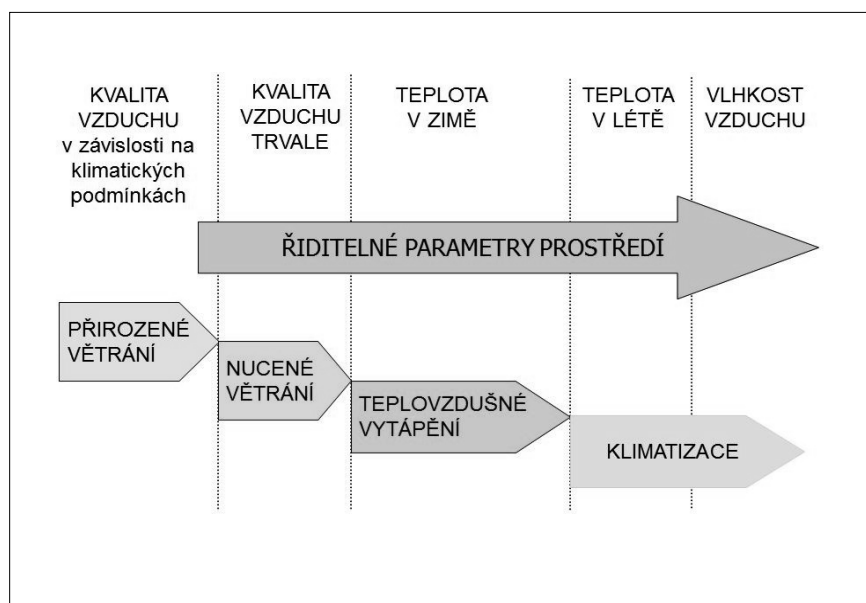 KVALITA
VZDUCHU
v závislosti na
klimatických
podmínkách
KVALITA
VZDUCHU
TRVALE
TEPLOTA
V ZIMĚ
TEPLOTA
V LÉTĚ
VLHKOST
VZDUCHU
ŘIDITELNÉ PARAMETRY PROSTŘEDÍ
PŘIROZENÉ
VĚTRÁNÍ
NUCENÉ
VĚTRÁNÍ
TEPLOVZDUŠNÉ
VYTÁPĚNÍ
KLIMATIZACE